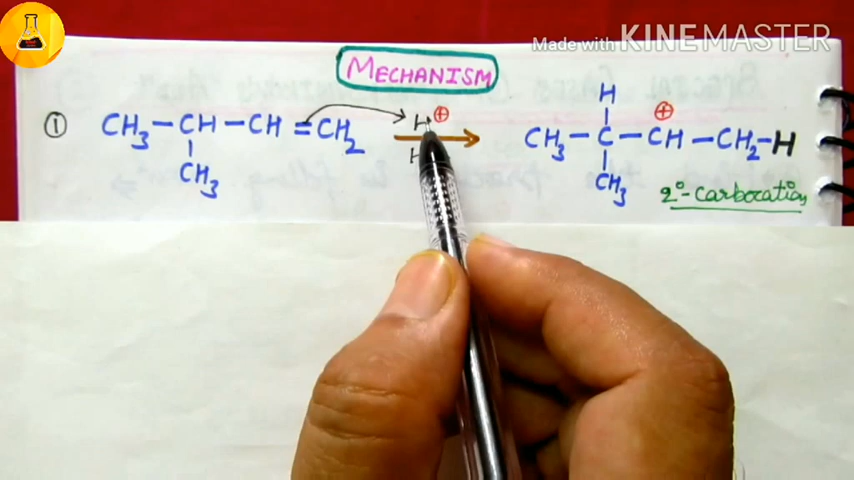 Made with KINEMASTER
MECHANISM
① CH3-CH-CH=CH2 H⊕ CH3-C-CH-CH2-H
H ⊕
CH3 H CH3
2°-carbocation